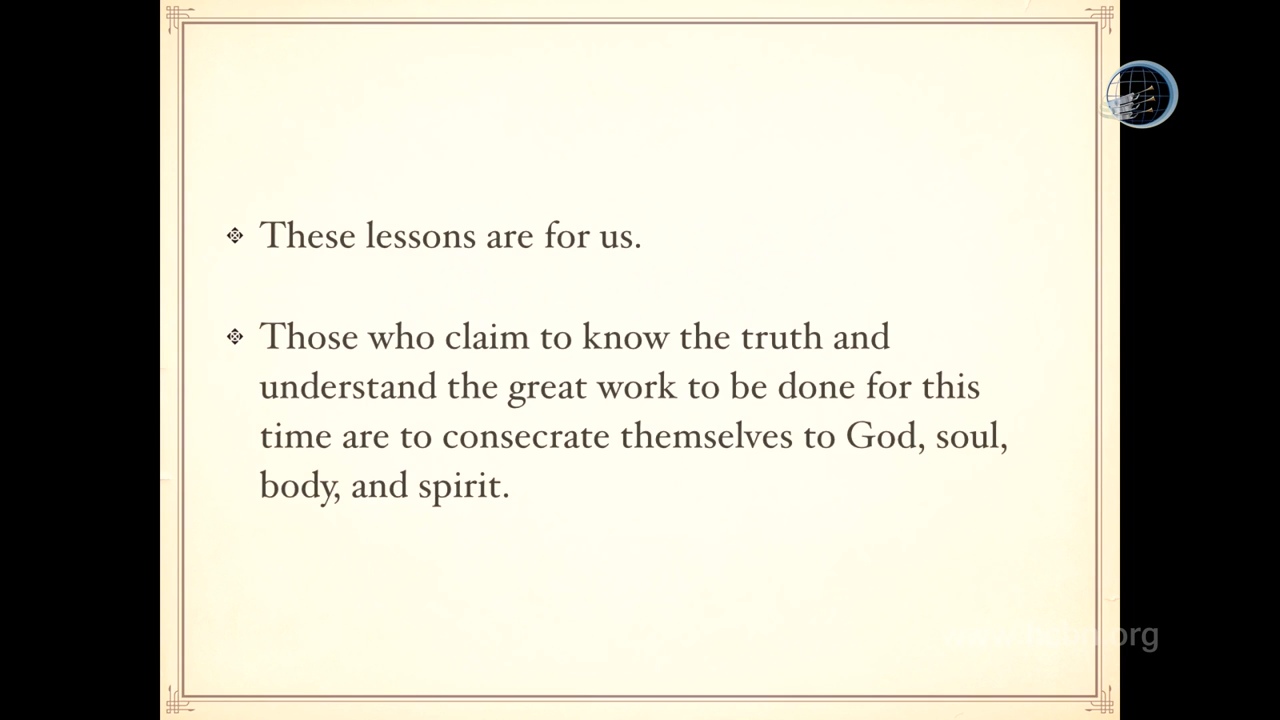 These lessons are for us.
Those who claim to know the truth and
understand the great work to be done for this
time are to consecrate themselves to God, soul,
body, and spirit.
.org